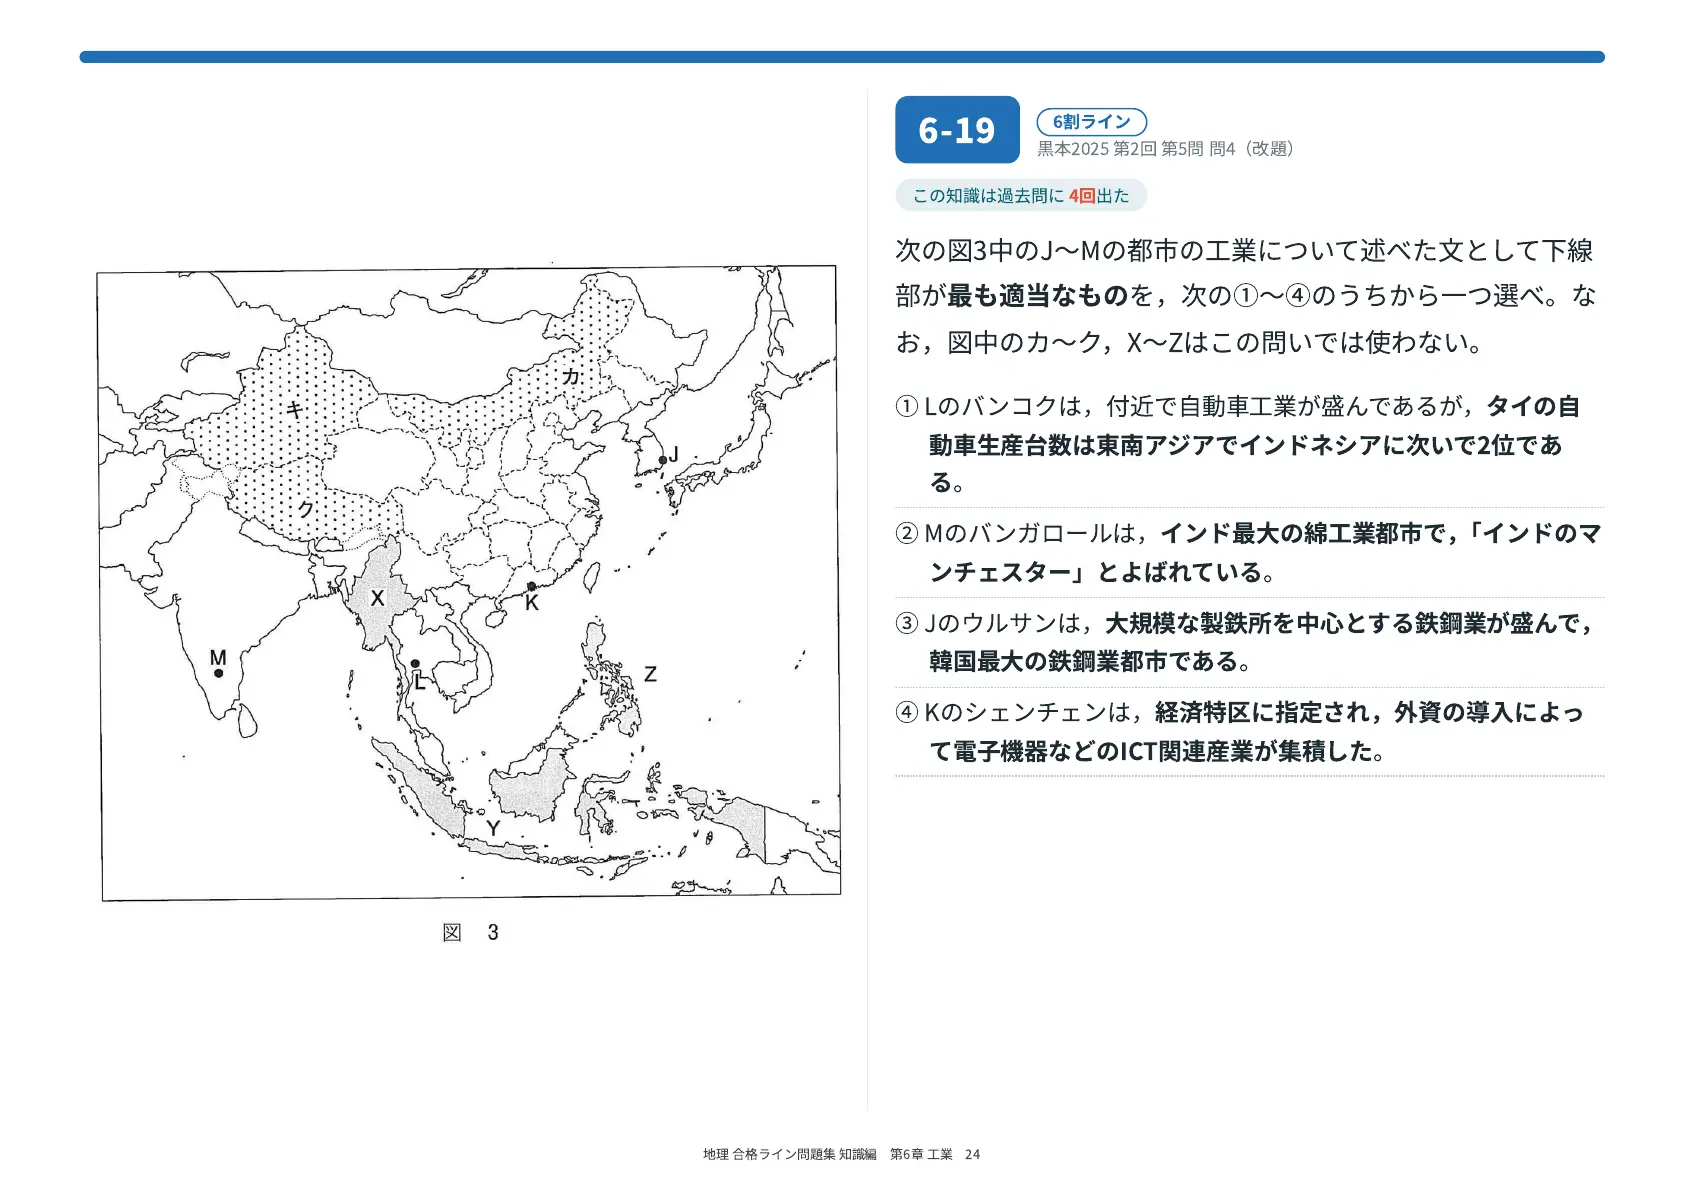 6-19
6割ライン
黒本2025 第2回 第5問 問4（改題）
この知識は過去問に 4回出た
次の図3中のJ～Mの都市の工業について述べた文として下線
部が最も適当なものを，次の①～④のうちから一つ選べ。な
お，図中のカ～ク，X～Zはこの問いでは使わない。
① Lのバンコクは，付近で自動車工業が盛んであるが，タイの自
動車生産台数は東南アジアでインドネシアに次いで2位であ
る。
② Mのバンガロールは，インド最大の綿工業都市で，「インドのマ
ンチェスター」とよばれている。
③ Jのウルサンは，大規模な製鉄所を中心とする鉄鋼業が盛んで，
韓国最大の鉄鋼業都市である。
④ Kのシェンチェンは，経済特区に指定され，外資の導入によっ
て電子機器などのICT関連産業が集積した。
カ
キ
J
ク
X
K
M
L
Z
Y
図 3
地理 合格ライン問題集 知識編 第6章 工業 24